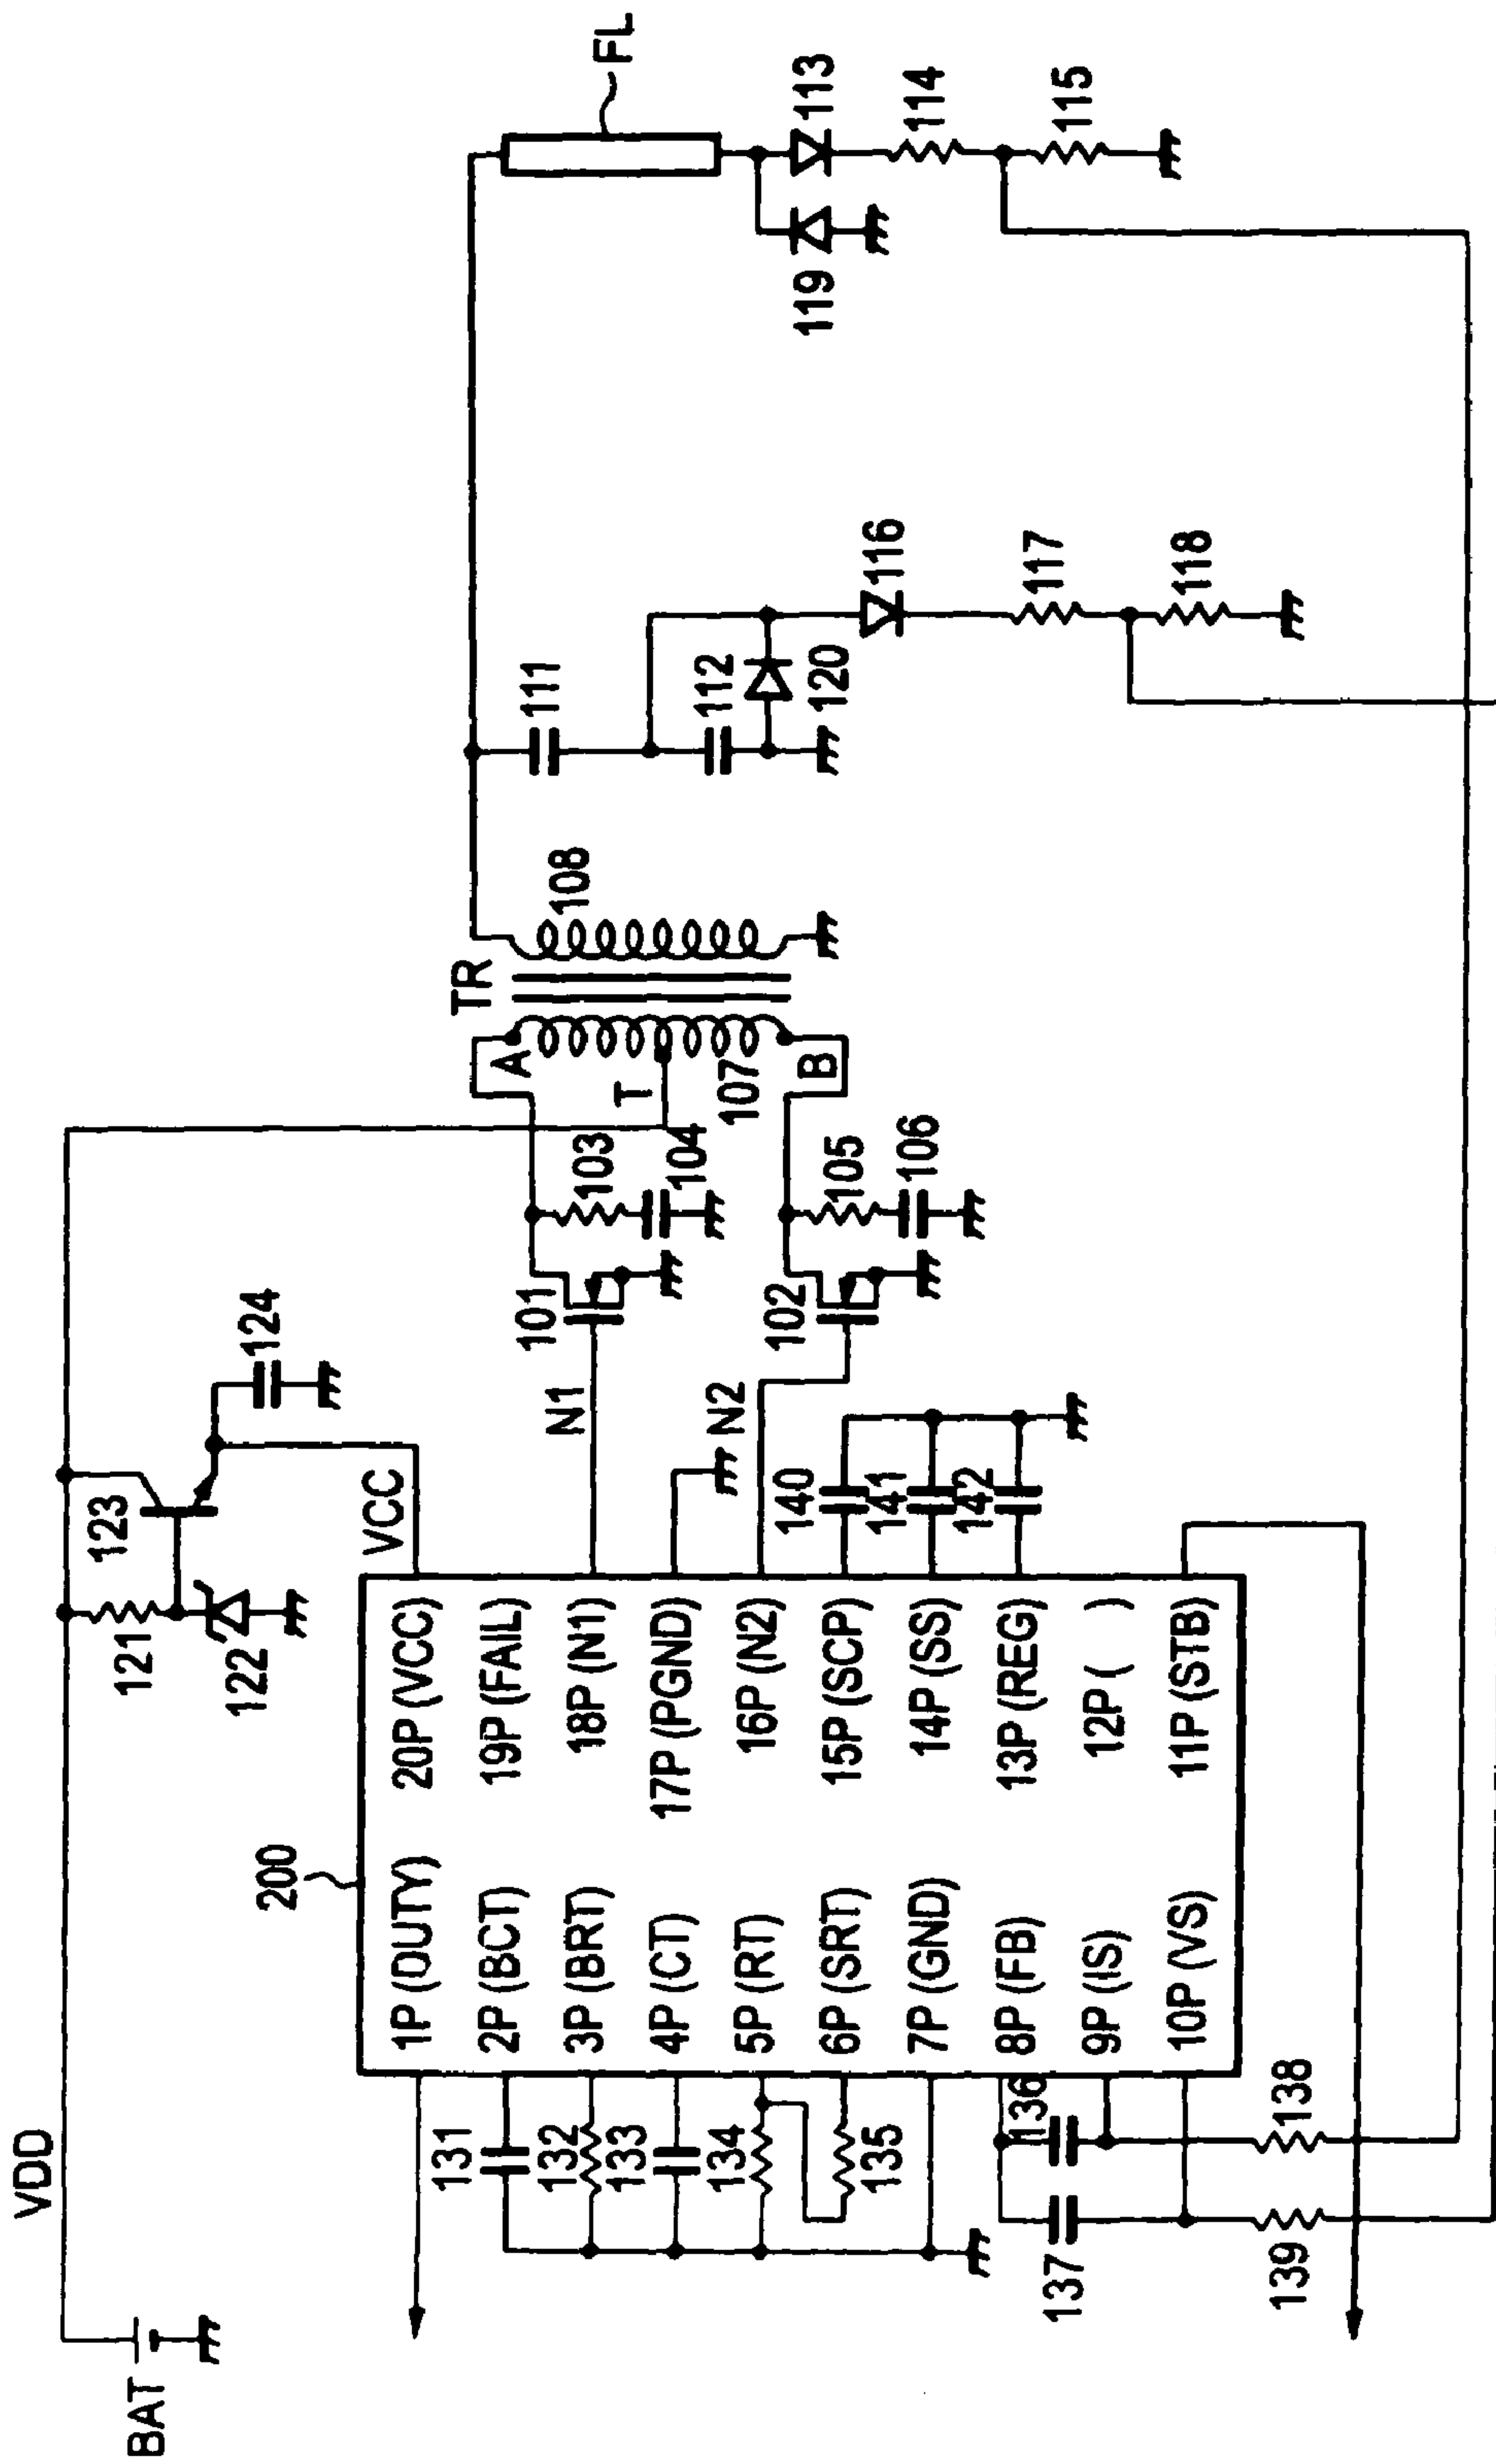 VDD
BAT
121
122
123
124
VCC
200
1P (DUTY)
2P (BCT)
3P (BRT)
4P (CT)
5P (RT)
6P (SRT)
7P (GND)
8P (FB)
9P (IS)
10P (VS)
20P (VCC)
19P (FAIL)
18P (N1)
17P (PGND)
16P (N2)
15P (SCP)
14P (SS)
13P (REG)
12P ( )
11P (STB)
131
132
133
134
135
136
137
138
139
140
141
142
N1
N2
101
102
103
104
105
106
A
T
B
107
TR
108
111
112
120
116
117
118
FL
119
113
114
115